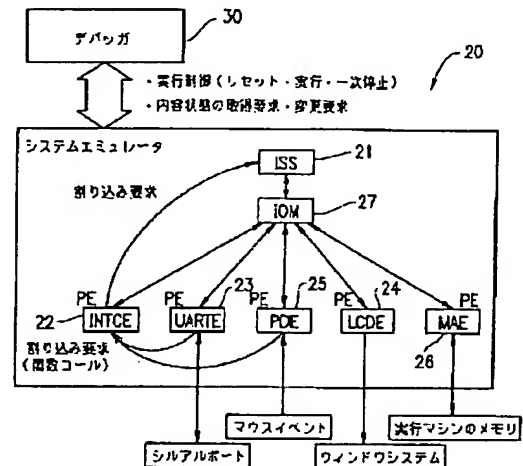 デバッガ
30
20
・実行制御(リセット・実行・一次停止)
・内容状態の取得要求・変更要求
システムエミュレータ
ISS
21
割り込み要求
IOM
27
PE
PE
23
PE
25
PE
24
PE
22
INTCE
UARTE
PDE
LCDE
MAE
26
割り込み要求
(関数コール)
マウスイベント
実行マシンのメモリ
シルアルポート
ウィンドウシステム